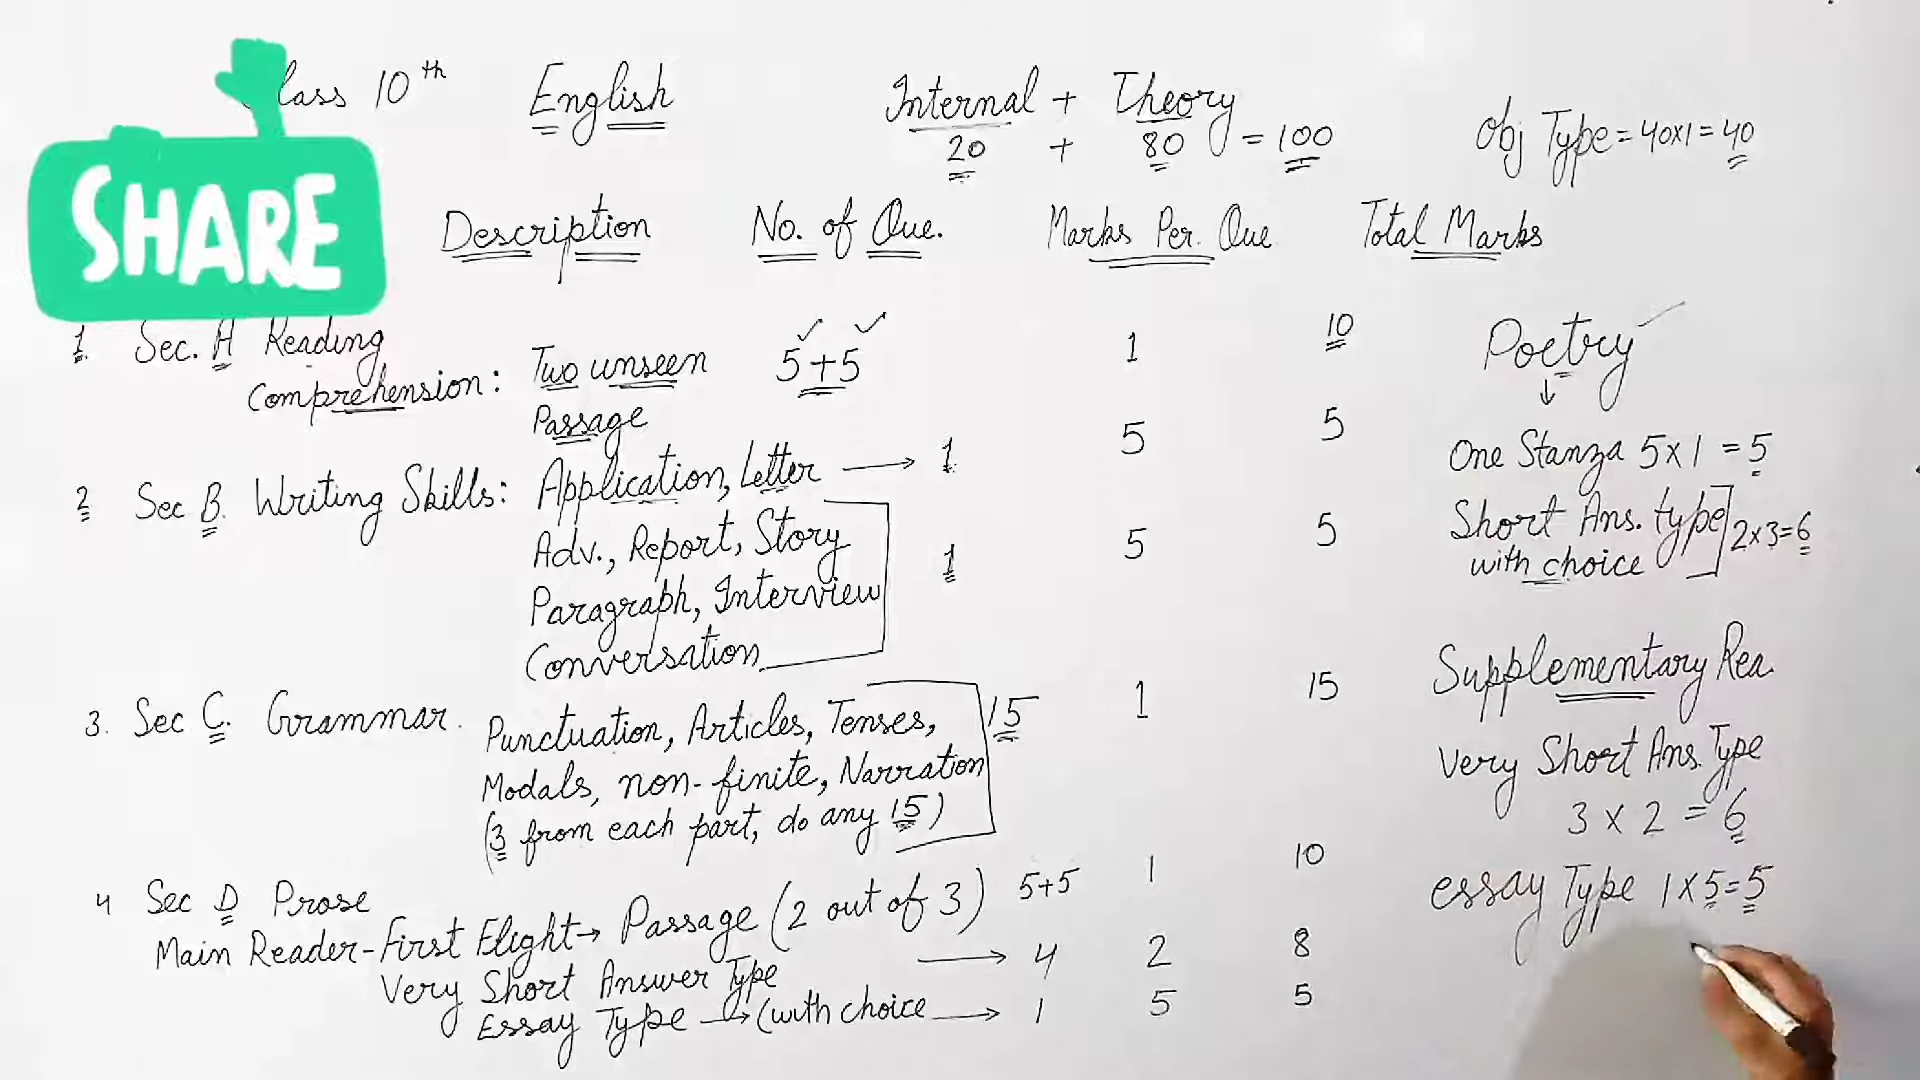 Class 10th English Internal + Theory
20 + 80 = 100
Obj Type = 40x1 = 40
SHARE
Description No. of Que. Marks Per. Que Total Marks
1. Sec. A Reading Comprehension: Two unseen Passage 5+5 1 10
2 Sec B. Writing Skills: Application, Letter → 1 5 5
Adv., Report, Story 1 5 5
Paragraph, Interview
Conversation
3. Sec C. Grammar. Punctuation, Articles, Tenses, 15 1 15
Modals, non-finite, Narration
(3 from each part, do any 15)
4 Sec D Prose
Main Reader-First Flight→ Passage (2 out of 3) 5+5 1 10
Very Short Answer Type → 4 2 8
Essay Type → (with choice → 1 5 5
Poetry
↓
One Stanza 5x1 = 5
Short Ans. type 2x3=6
with choice
Supplementary Rea
Very Short Ans. Type
3 x 2 = 6
essay Type 1x5=5